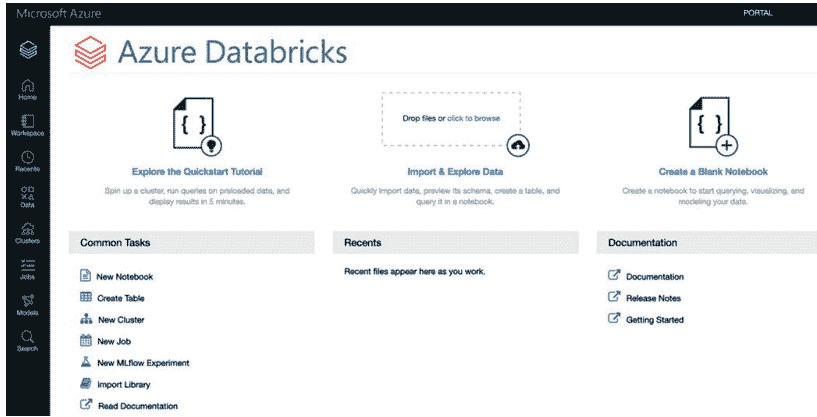 Microsoft Azure
PORTAL
Azure Databricks
Home
Workspace
Recents
Data
Clusters
Jobs
Models
Search
{ }
Explore the Quickstart Tutorial
Spin up a cluster, run queries on preloaded data, and
display results in 5 minutes.
Drop files or click to browse
Import & Explore Data
Quickly import data, preview its schema, create a table, and
query it in a notebook.
{ }
Create a Blank Notebook
Create a notebook to start querying, visualizing, and
modeling your data.
Common Tasks
New Notebook
Create Table
New Cluster
New Job
New MLflow Experiment
Import Library
Read Documentation
Recents
Recent files appear here as you work.
Documentation
Documentation
Release Notes
Getting Started